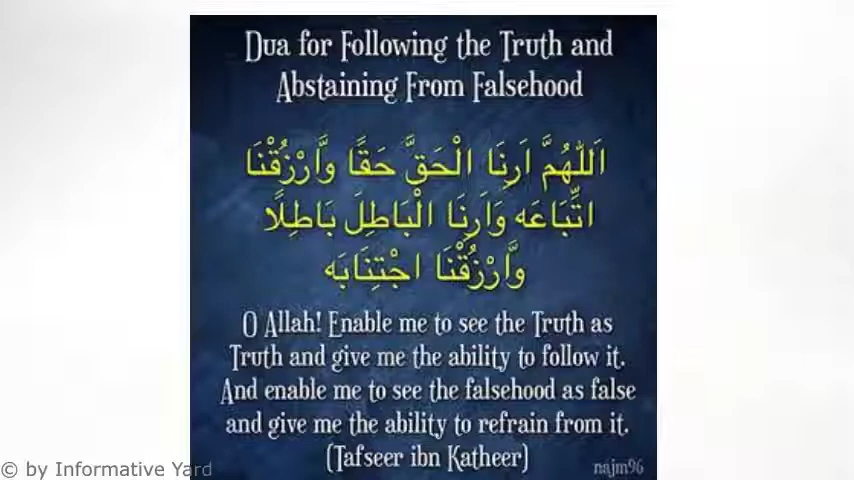 Dua for Following the Truth and
Abstaining From Falsehood
اَللّٰهُمَّ اَرِنَا الْحَقَّ حَقًا وَّارْزُقْنَا
اتِّبَاعَه وَاَرِنَا الْبَاطِلَ بَاطِلًا
وَّارْزُقْنَا اجْتِنَابَه
O Allah! Enable me to see the Truth as
Truth and give me the ability to follow it.
And enable me to see the falsehood as false
and give me the ability to refrain from it.
(Tafseer ibn Katheer)
najm96
© by Informative Yard